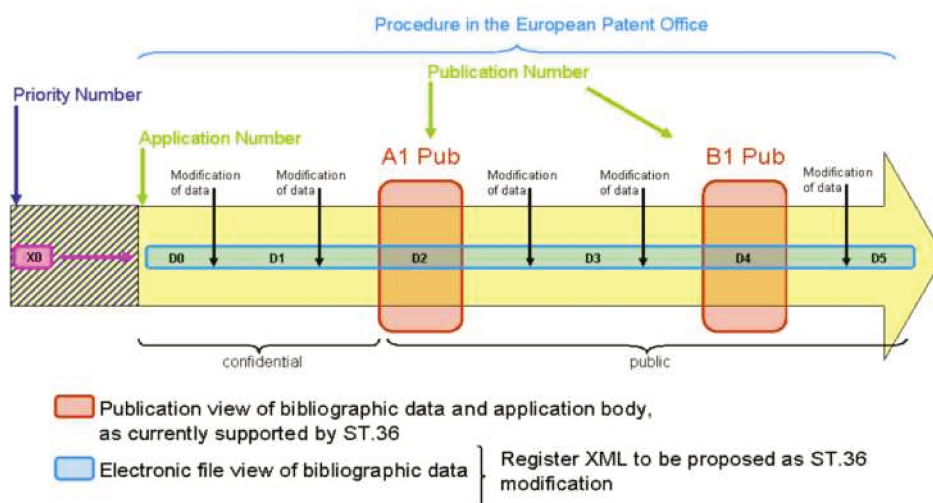 Procedure in the European Patent Office
Publication Number
Priority Number
Application Number
A1 Pub
B1 Pub
Modification
of data
Modification
of data
Modification
of data
Modification
of data
Modification
of data
X0
D0
D1
D2
D3
D4
D5
confidential
public
Publication view of bibliographic data and application body,
as currently supported by ST.36
Electronic file view of bibliographic data
Register XML to be proposed as ST.36
modification